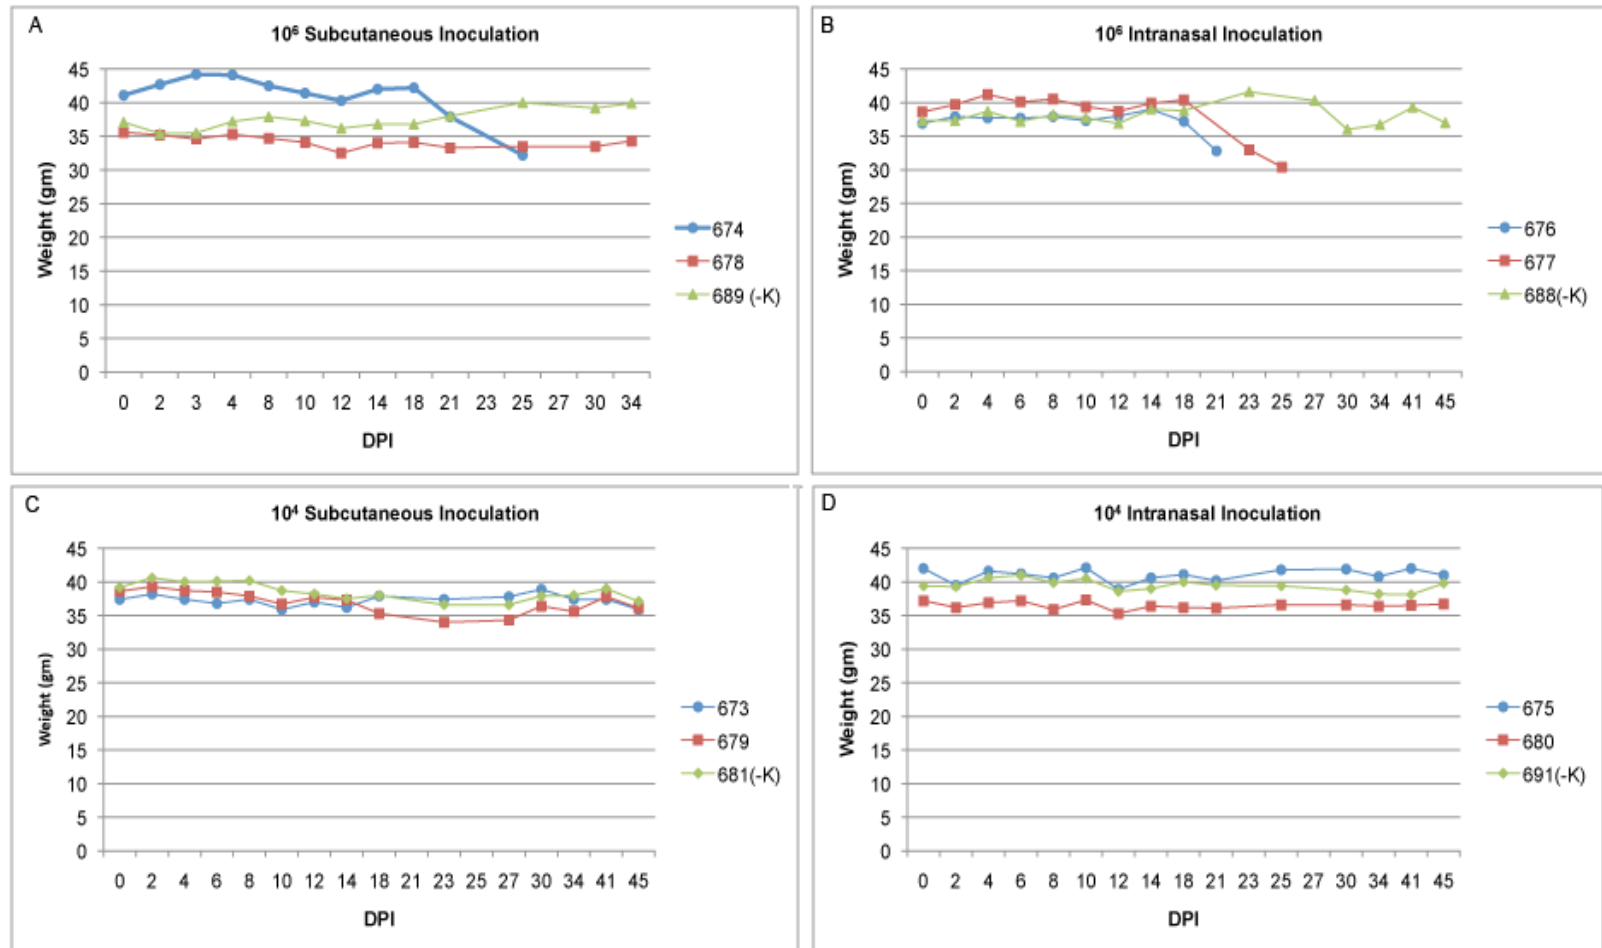 A
10⁶ Subcutaneous Inoculation
45
40
35
30
25
20
15
10
5
0
Weight (gm)
0 2 3 4 8 10 12 14 18 21 23 25 27 30 34
DPI
674
678
689 (-K)
B
10⁶ Intranasal Inoculation
45
40
35
30
25
20
15
10
5
0
Weight (gm)
0 2 4 6 8 10 12 14 18 21 23 25 27 30 34 41 45
DPI
676
677
688(-K)
C
10⁴ Subcutaneous Inoculation
45
40
35
30
25
20
15
10
5
0
Weight (gm)
0 2 4 6 8 10 12 14 18 21 23 25 27 30 34 41 45
DPI
673
679
681(-K)
D
10⁴ Intranasal Inoculation
45
40
35
30
25
20
15
10
5
0
Weight (gm)
0 2 4 6 8 10 12 14 18 21 23 25 27 30 34 41 45
DPI
675
680
691(-K)